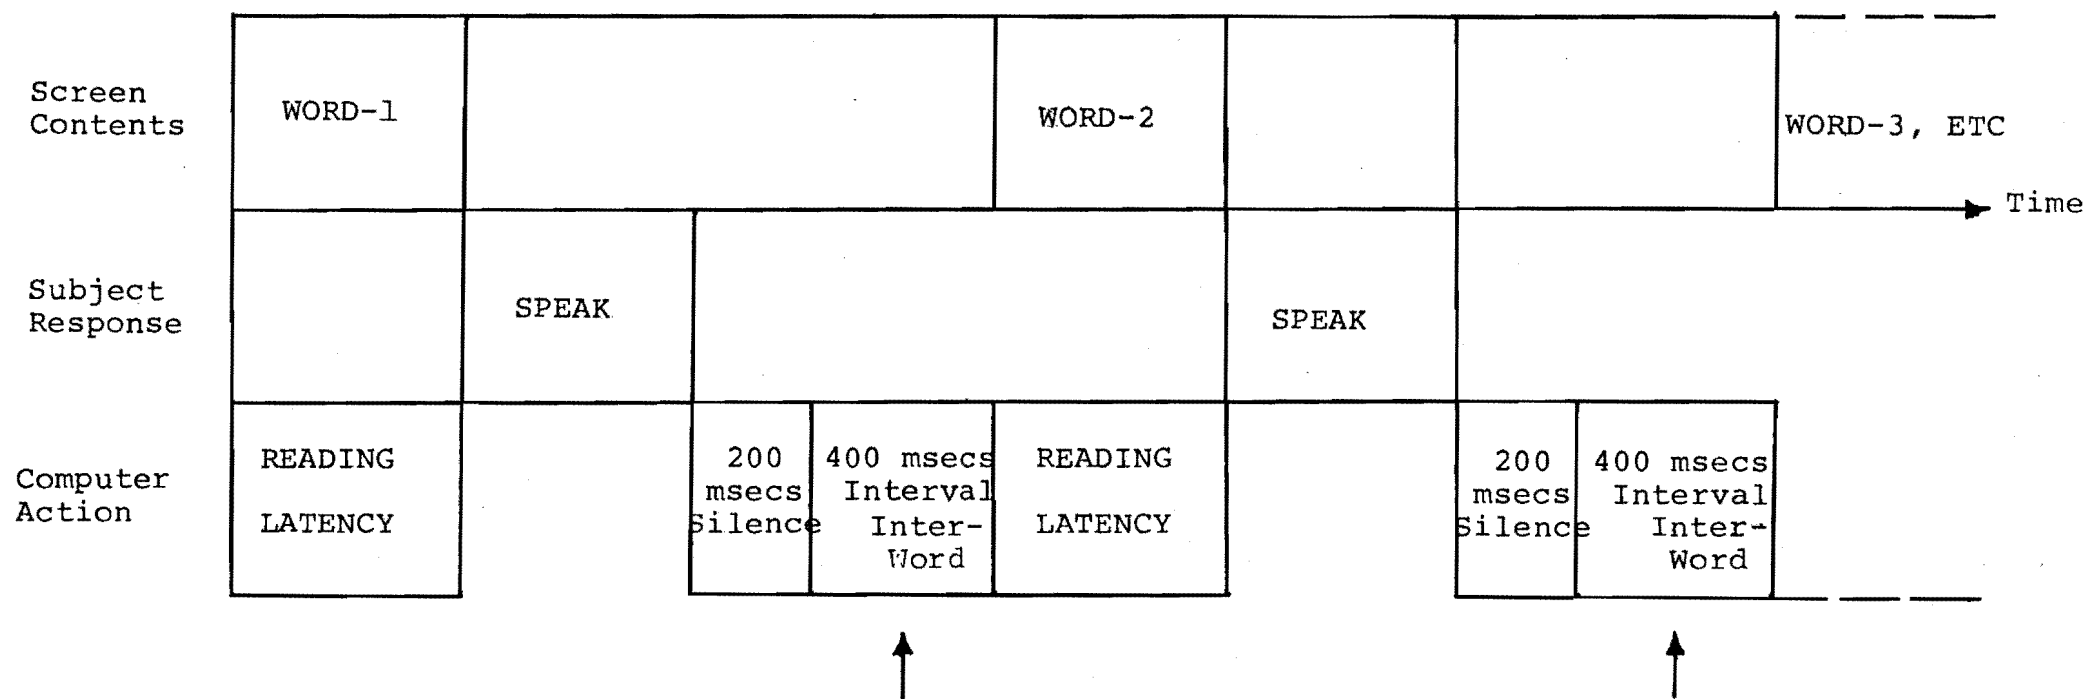 Screen
Contents
WORD-1
WORD-2
WORD-3, ETC
Time
Subject
Response
SPEAK
SPEAK
Computer
Action
READING
LATENCY
200
msecs
Silence
400 msecs
Interval
Inter-
Word
READING
LATENCY
200
msecs
Silence
400 msecs
Interval
Inter-
Word